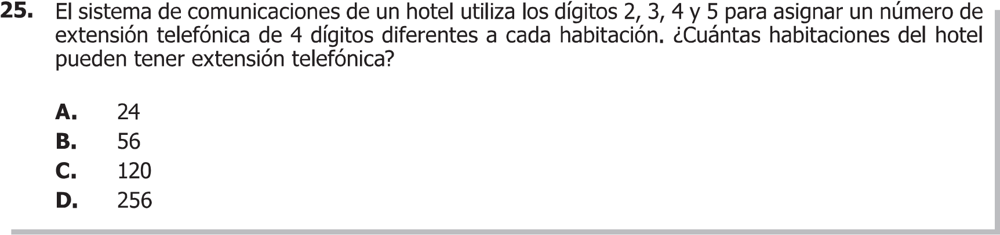 25. El sistema de comunicaciones de un hotel utiliza los dígitos 2, 3, 4 y 5 para asignar un número de
extensión telefónica de 4 dígitos diferentes a cada habitación. ¿Cuántas habitaciones del hotel
pueden tener extensión telefónica?
A. 24
B. 56
C. 120
D. 256